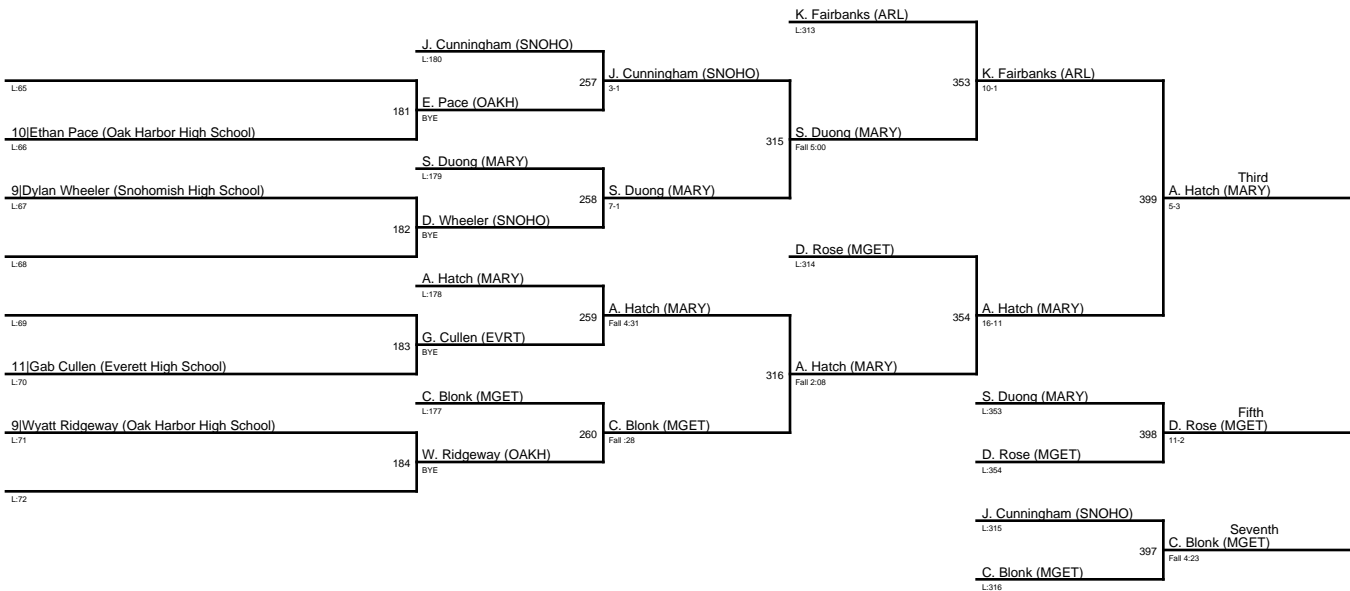 K. Fairbanks (ARL)
L:313
J. Cunningham (SNOHO)
L:180
257
J. Cunningham (SNOHO)
3-1
353
K. Fairbanks (ARL)
10-1
L:65
181
E. Pace (OAKH)
BYE
10|Ethan Pace (Oak Harbor High School)
L:66
315
S. Duong (MARY)
Fall 5:00
S. Duong (MARY)
L:179
9|Dylan Wheeler (Snohomish High School)
L:67
258
S. Duong (MARY)
7-1
399
Third
A. Hatch (MARY)
5-3
182
D. Wheeler (SNOHO)
BYE
L:68
D. Rose (MGET)
L:314
A. Hatch (MARY)
L:178
L:69
259
A. Hatch (MARY)
Fall 4:31
354
A. Hatch (MARY)
16-11
183
G. Cullen (EVRT)
BYE
11|Gab Cullen (Everett High School)
L:70
316
A. Hatch (MARY)
Fall 2:08
C. Blonk (MGET)
L:177
S. Duong (MARY)
L:353
9|Wyatt Ridgeway (Oak Harbor High School)
L:71
260
C. Blonk (MGET)
Fall :28
398
Fifth
D. Rose (MGET)
11-2
184
W. Ridgeway (OAKH)
BYE
D. Rose (MGET)
L:354
L:72
J. Cunningham (SNOHO)
L:315
397
Seventh
C. Blonk (MGET)
Fall 4:23
C. Blonk (MGET)
L:316